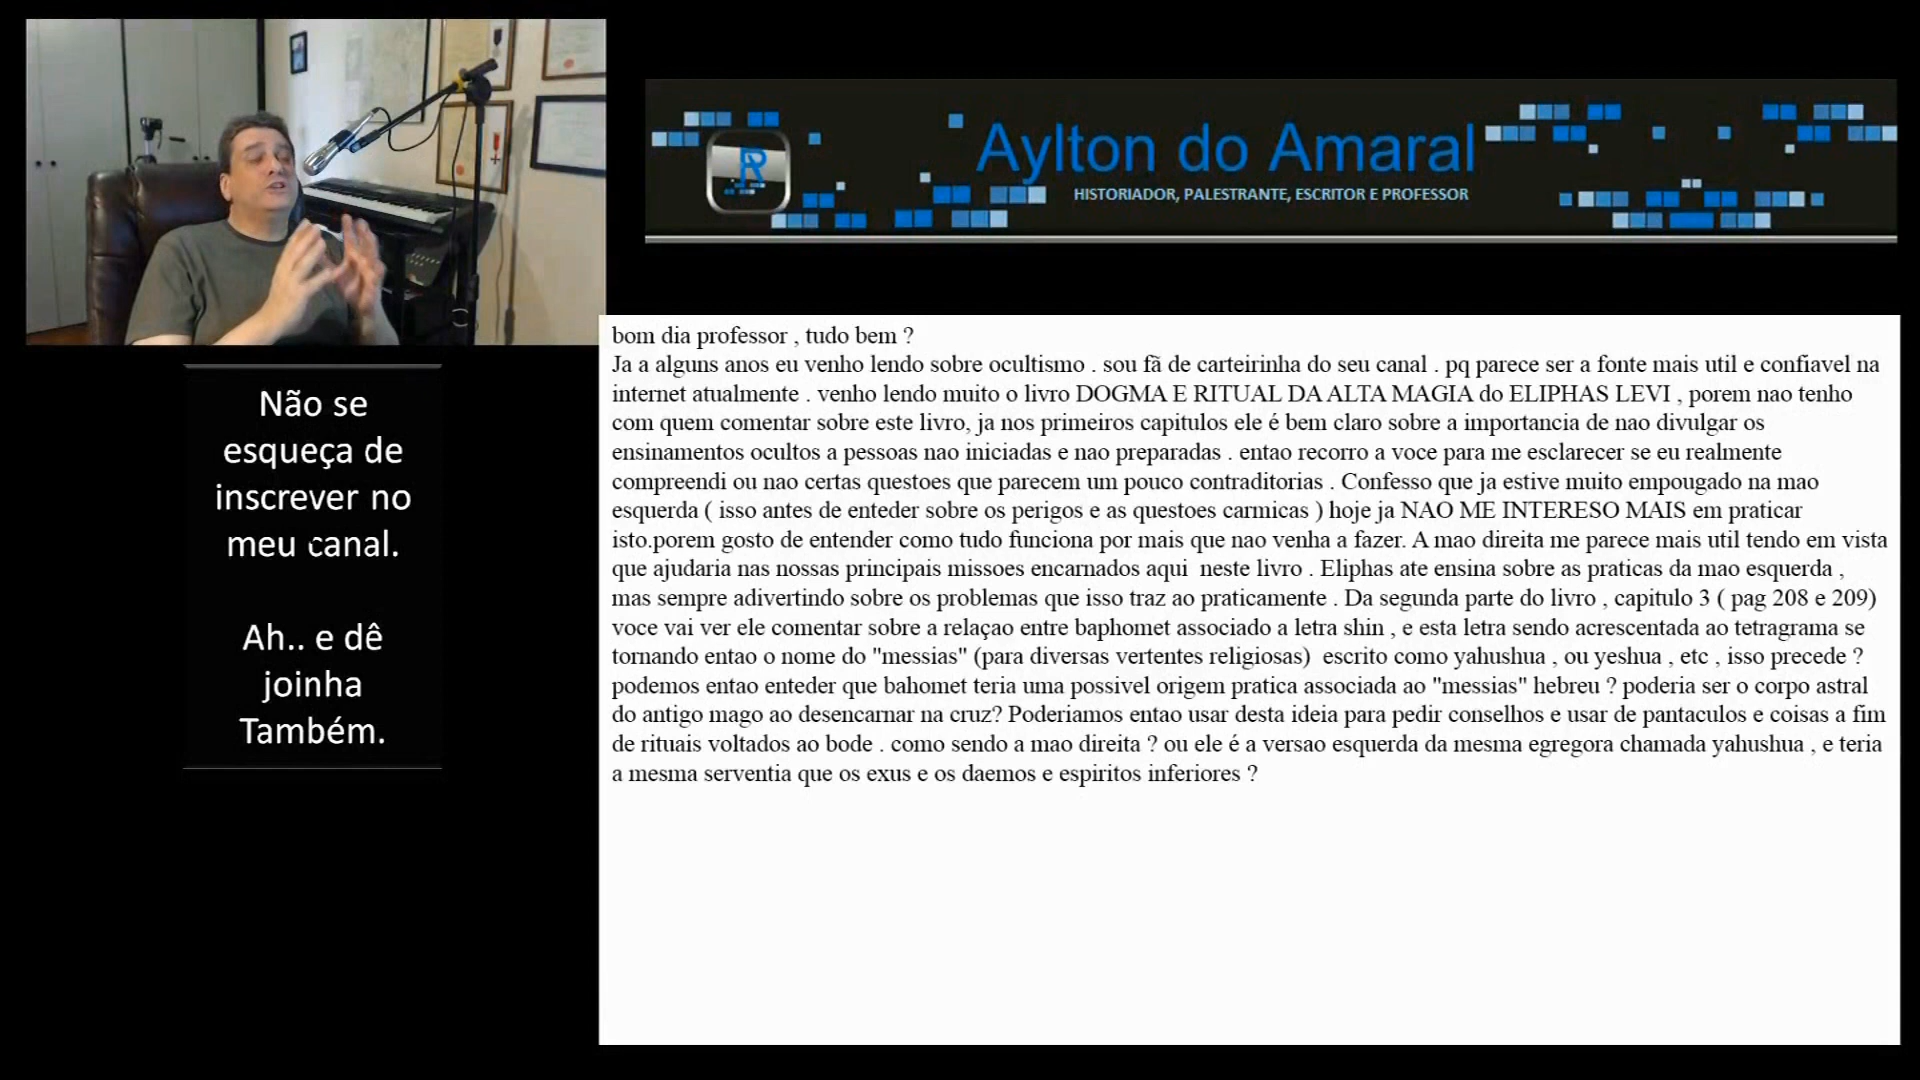 Aylton do Amaral
HISTORIADOR, PALESTRANTE, ESCRITOR E PROFESSOR
Não se
esqueça de
inscrever no
meu canal.
Ah.. e dê
joinha
Também.
bom dia professor , tudo bem ?
Ja a alguns anos eu venho lendo sobre ocultismo . sou fã de carteirinha do seu canal . pq parece ser a fonte mais util e confiavel na
internet atualmente . venho lendo muito o livro DOGMA E RITUAL DA ALTA MAGIA do ELIPHAS LEVI , porem nao tenho
com quem comentar sobre este livro, ja nos primeiros capitulos ele é bem claro sobre a importancia de nao divulgar os
ensinamentos ocultos a pessoas nao iniciadas e nao preparadas . entao recorro a voce para me esclarecer se eu realmente
compreendi ou nao certas questoes que parecem um pouco contraditorias . Confesso que ja estive muito empougado na mao
esquerda ( isso antes de enteder sobre os perigos e as questoes carmicas ) hoje ja NAO ME INTERESO MAIS em praticar
isto.porem gosto de entender como tudo funciona por mais que nao venha a fazer. A mao direita me parece mais util tendo em vista
que ajudaria nas nossas principais missoes encarnados aqui  neste livro . Eliphas ate ensina sobre as praticas da mao esquerda ,
mas sempre adivertindo sobre os problemas que isso traz ao praticamente . Da segunda parte do livro , capitulo 3 ( pag 208 e 209)
voce vai ver ele comentar sobre a relaçao entre baphomet associado a letra shin , e esta letra sendo acrescentada ao tetragrama se
tornando entao o nome do "messias" (para diversas vertentes religiosas)  escrito como yahushua , ou yeshua , etc , isso precede ?
podemos entao enteder que bahomet teria uma possivel origem pratica associada ao "messias" hebreu ? poderia ser o corpo astral
do antigo mago ao desencarnar na cruz? Poderiamos entao usar desta ideia para pedir conselhos e usar de pantaculos e coisas a fim
de rituais voltados ao bode . como sendo a mao direita ? ou ele é a versao esquerda da mesma egregora chamada yahushua , e teria
a mesma serventia que os exus e os daemos e espiritos inferiores ?